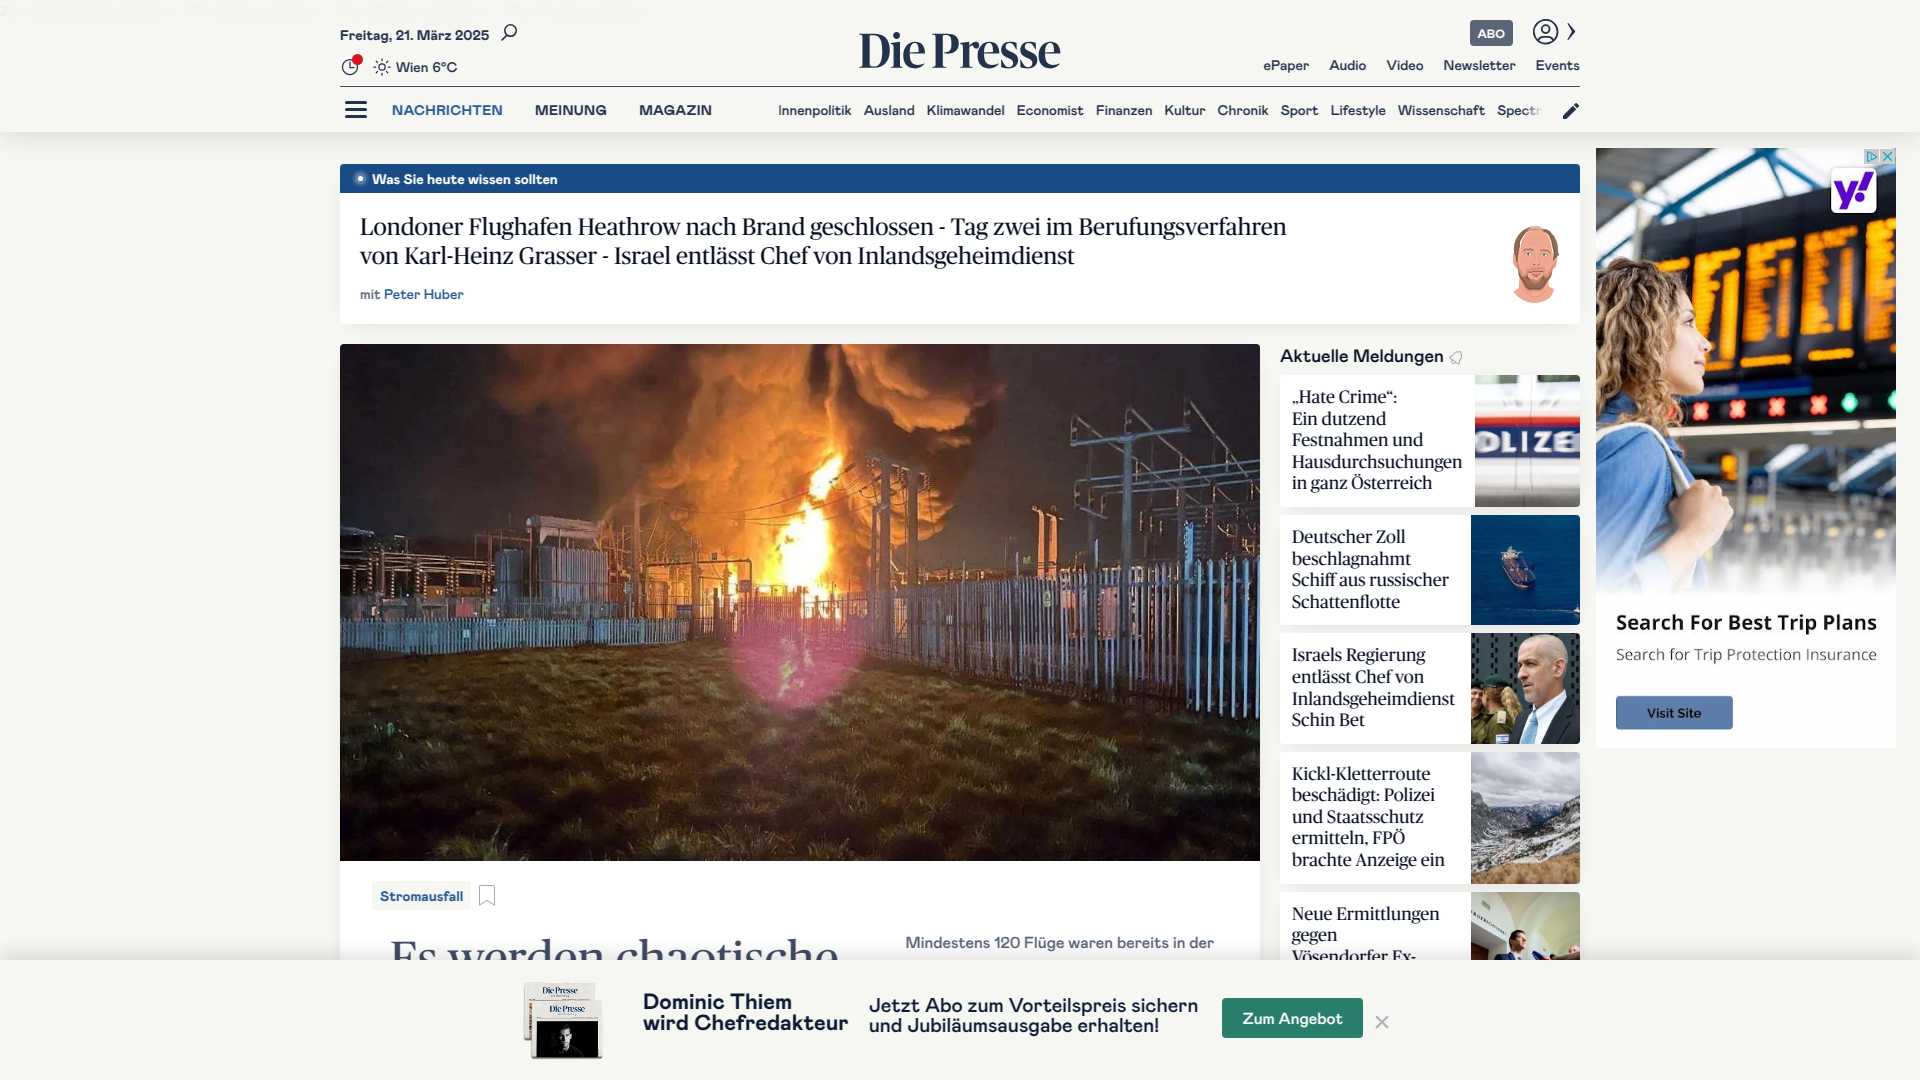 Freitag, 21. März 2025
Wien 6°C
Die Presse
ABO
ePaper Audio Video Newsletter Events
NACHRICHTEN MEINUNG MAGAZIN
Innenpolitik Ausland Klimawandel Economist Finanzen Kultur Chronik Sport Lifestyle Wissenschaft Spectr
Was Sie heute wissen sollten
Londoner Flughafen Heathrow nach Brand geschlossen - Tag zwei im Berufungsverfahren
von Karl-Heinz Grasser - Israel entlässt Chef von Inlandsgeheimdienst
mit Peter Huber
Stromausfall
Es werden chaotische
Mindestens 120 Flüge waren bereits in der
Aktuelle Meldungen
„Hate Crime“:
Ein dutzend
Festnahmen und
Hausdurchsuchungen
in ganz Österreich
OLIZE
Deutscher Zoll
beschlagnahmt
Schiff aus russischer
Schattenflotte
Israels Regierung
entlässt Chef von
Inlandsgeheimdienst
Schin Bet
Kickl-Kletterroute
beschädigt: Polizei
und Staatsschutz
ermitteln, FPÖ
brachte Anzeige ein
Neue Ermittlungen
gegen
Vösendorfer Ex-
y!
Search For Best Trip Plans
Search for Trip Protection Insurance
Visit Site
Die Presse
Die Presse
Dominic Thiem
wird Chefredakteur
Jetzt Abo zum Vorteilspreis sichern
und Jubiläumsausgabe erhalten!
Zum Angebot